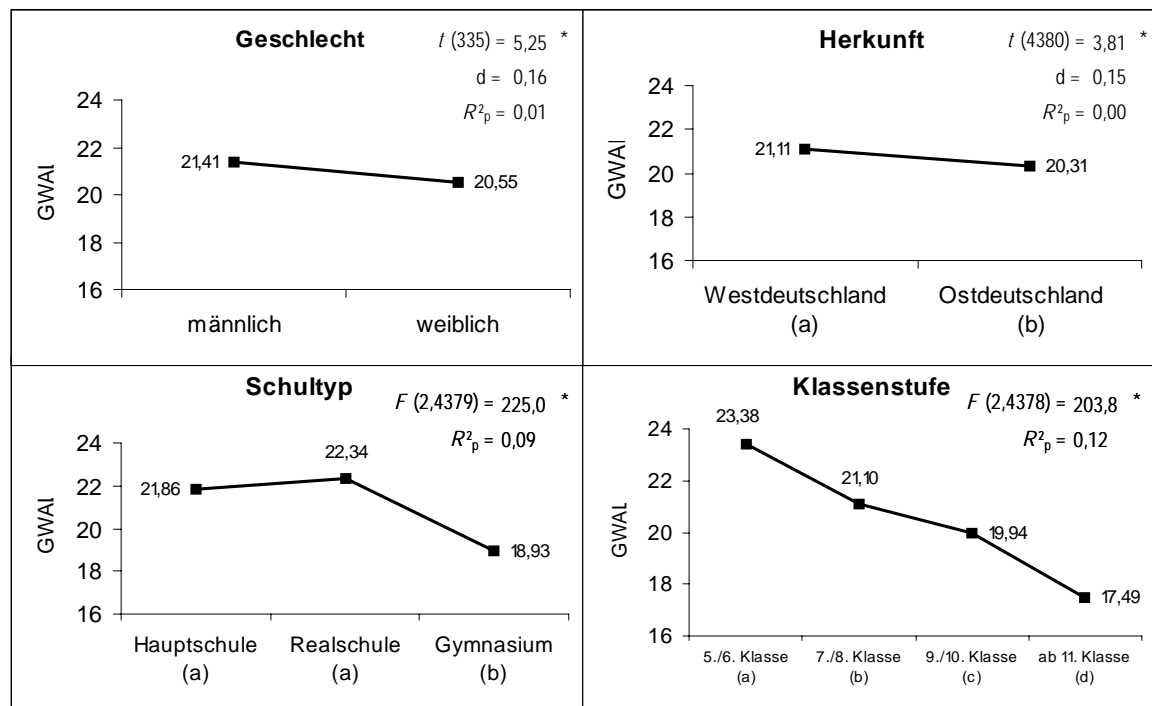 Geschlecht
t (335) = 5,25 *
d = 0,16
R²p = 0,01
GWAI
24
22
20
18
16
21,41
20,55
männlich
weiblich
Herkunft
t (4380) = 3,81 *
d = 0,15
R²p = 0,00
GWAI
24
22
20
18
16
21,11
20,31
Westdeutschland
(a)
Ostdeutschland
(b)
Schultyp
F (2,4379) = 225,0 *
R²p = 0,09
GWAI
24
22
20
18
16
21,86
22,34
18,93
Hauptschule
(a)
Realschule
(a)
Gymnasium
(b)
Klassenstufe
F (2,4378) = 203,8 *
R²p = 0,12
GWAI
24
22
20
18
16
23,38
21,10
19,94
17,49
5./6. Klasse
(a)
7./8. Klasse
(b)
9./10. Klasse
(c)
ab 11. Klasse
(d)